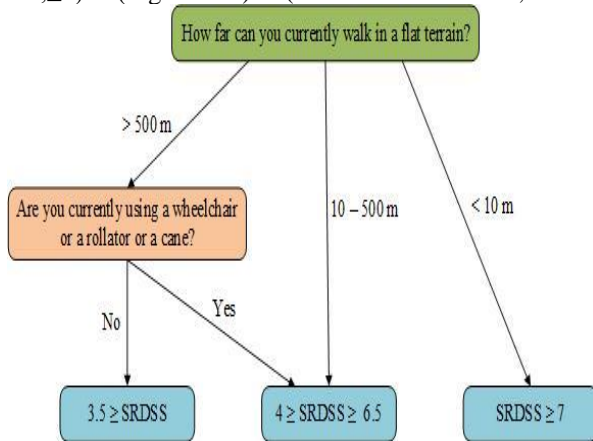 How far can you currently walk in a flat terrain?
> 500 m
Are you currently using a wheelchair
or a rollator or a cane?
10 – 500 m
< 10 m
No
Yes
3.5 ≥ SRDSS
4 ≥ SRDSS ≥ 6.5
SRDSS ≥ 7